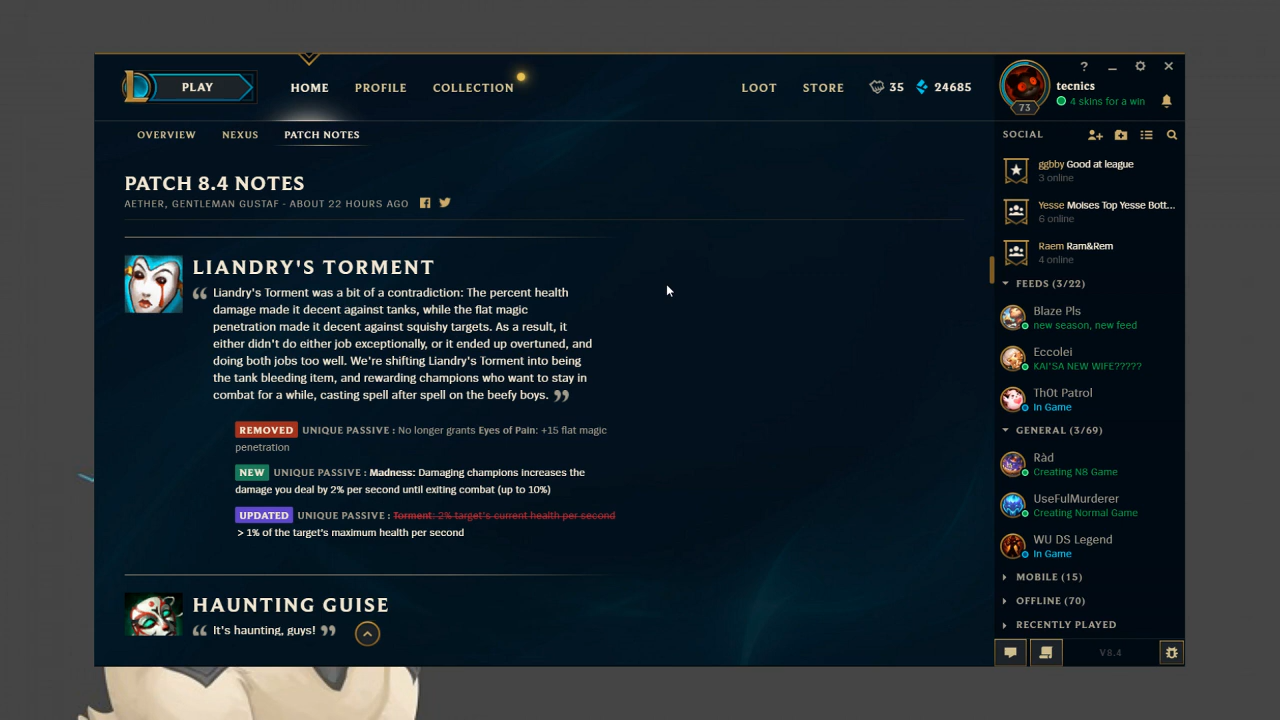 PLAY
HOME
PROFILE
COLLECTION
LOOT
STORE
35
24685
?
tecnics
4 skins for a win
73
OVERVIEW
NEXUS
PATCH NOTES
PATCH 8.4 NOTES
AETHER, GENTLEMAN GUSTAF - ABOUT 22 HOURS AGO
LIANDRY'S TORMENT
“ Liandry's Torment was a bit of a contradiction: The percent health
damage made it decent against tanks, while the flat magic
penetration made it decent against squishy targets. As a result, it
either didn't do either job exceptionally, or it ended up overtuned, and
doing both jobs too well. We're shifting Liandry's Torment into being
the tank bleeding item, and rewarding champions who want to stay in
combat for a while, casting spell after spell on the beefy boys. ”
REMOVED UNIQUE PASSIVE : No longer grants Eyes of Pain: +15 flat magic
penetration
NEW UNIQUE PASSIVE : Madness: Damaging champions increases the
damage you deal by 2% per second until exiting combat (up to 10%)
UPDATED UNIQUE PASSIVE : Torment: 2% target's current health per second
> 1% of the target's maximum health per second
HAUNTING GUISE
“ It's haunting, guys! ”
SOCIAL
ggbby Good at league
3 online
Yesse Moises Top Yesse Bott...
6 online
Raem Ram&Rem
4 online
FEEDS (3/22)
Blaze Pls
new season, new feed
Eccolei
KAI'SA NEW WIFE?????
Th0t Patrol
In Game
GENERAL (3/69)
Ràd
Creating N8 Game
UseFulMurderer
Creating Normal Game
WU DS Legend
In Game
MOBILE (15)
OFFLINE (70)
RECENTLY PLAYED
V8.4